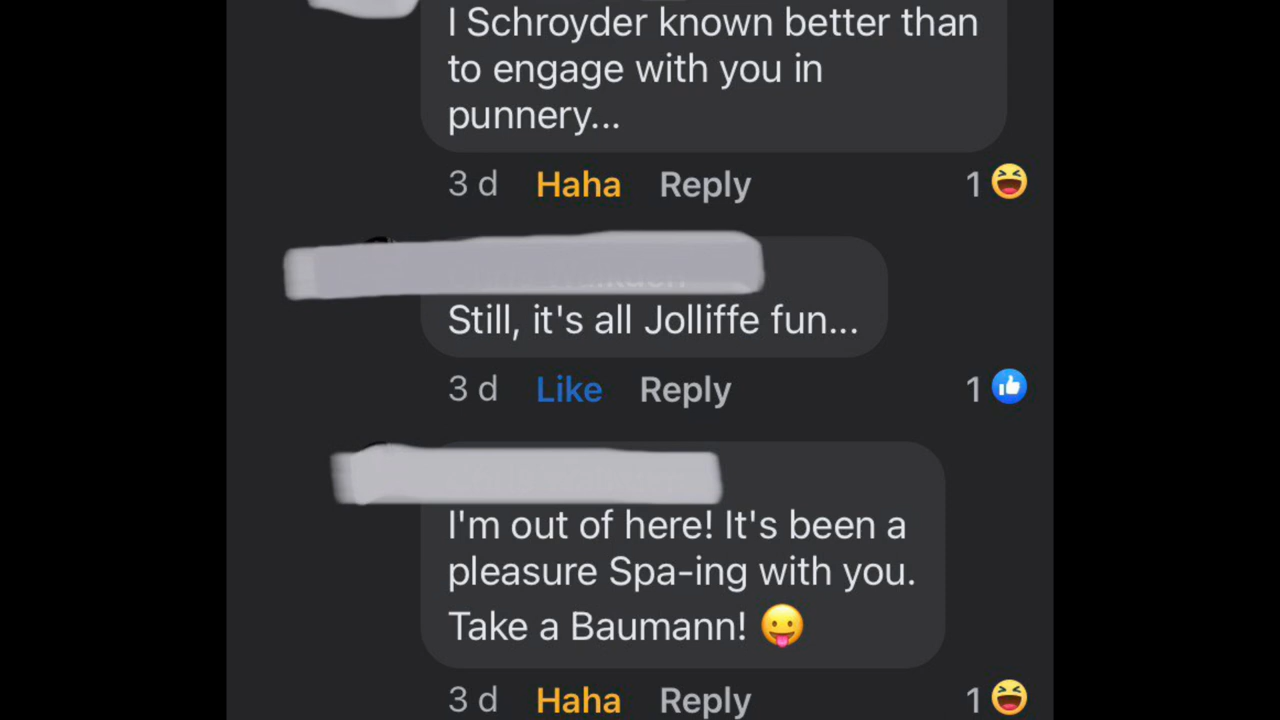 I Schroyder known better than
to engage with you in
punnery...
3 d Haha Reply 1
Still, it's all Jolliffe fun...
3 d Like Reply 1
I'm out of here! It's been a
pleasure Spa-ing with you.
Take a Baumann! 😛
3 d Haha Reply 1